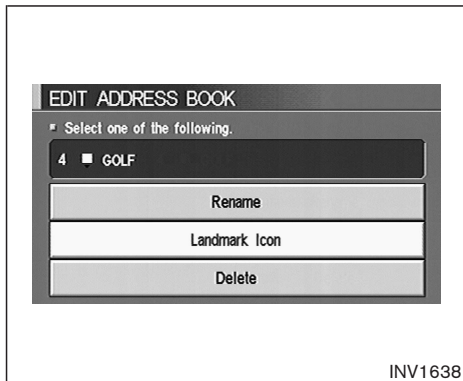 EDIT ADDRESS BOOK
Select one of the following.
4 GOLF
Rename
Landmark Icon
Delete
INV1638